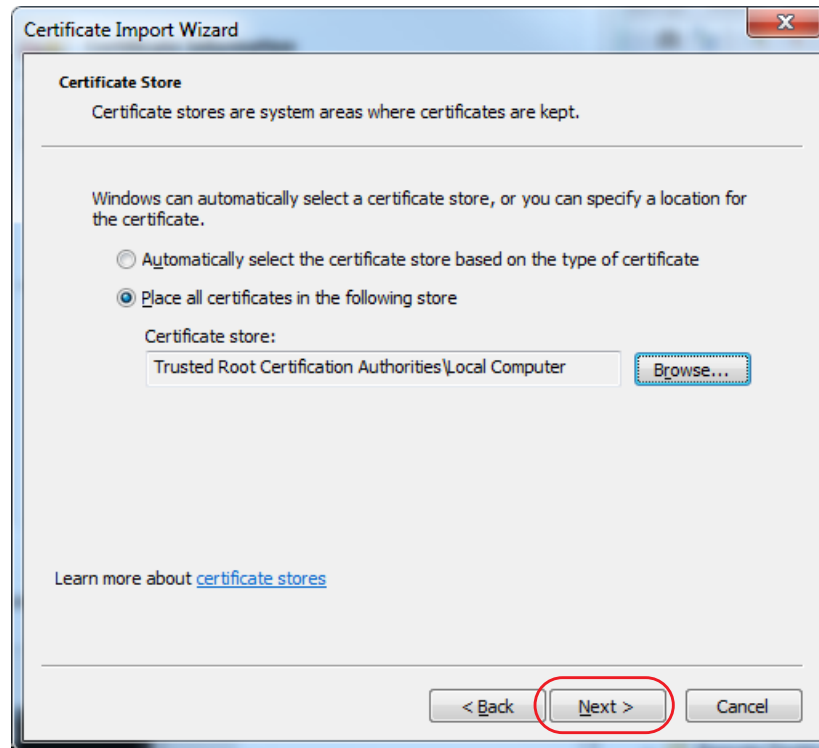 Certificate Import Wizard
Certificate Store
Certificate stores are system areas where certificates are kept.
Windows can automatically select a certificate store, or you can specify a location for
the certificate.
Automatically select the certificate store based on the type of certificate
Place all certificates in the following store
Certificate store:
Trusted Root Certification Authorities\Local Computer
Browse...
Learn more about certificate stores
< Back
Next >
Cancel